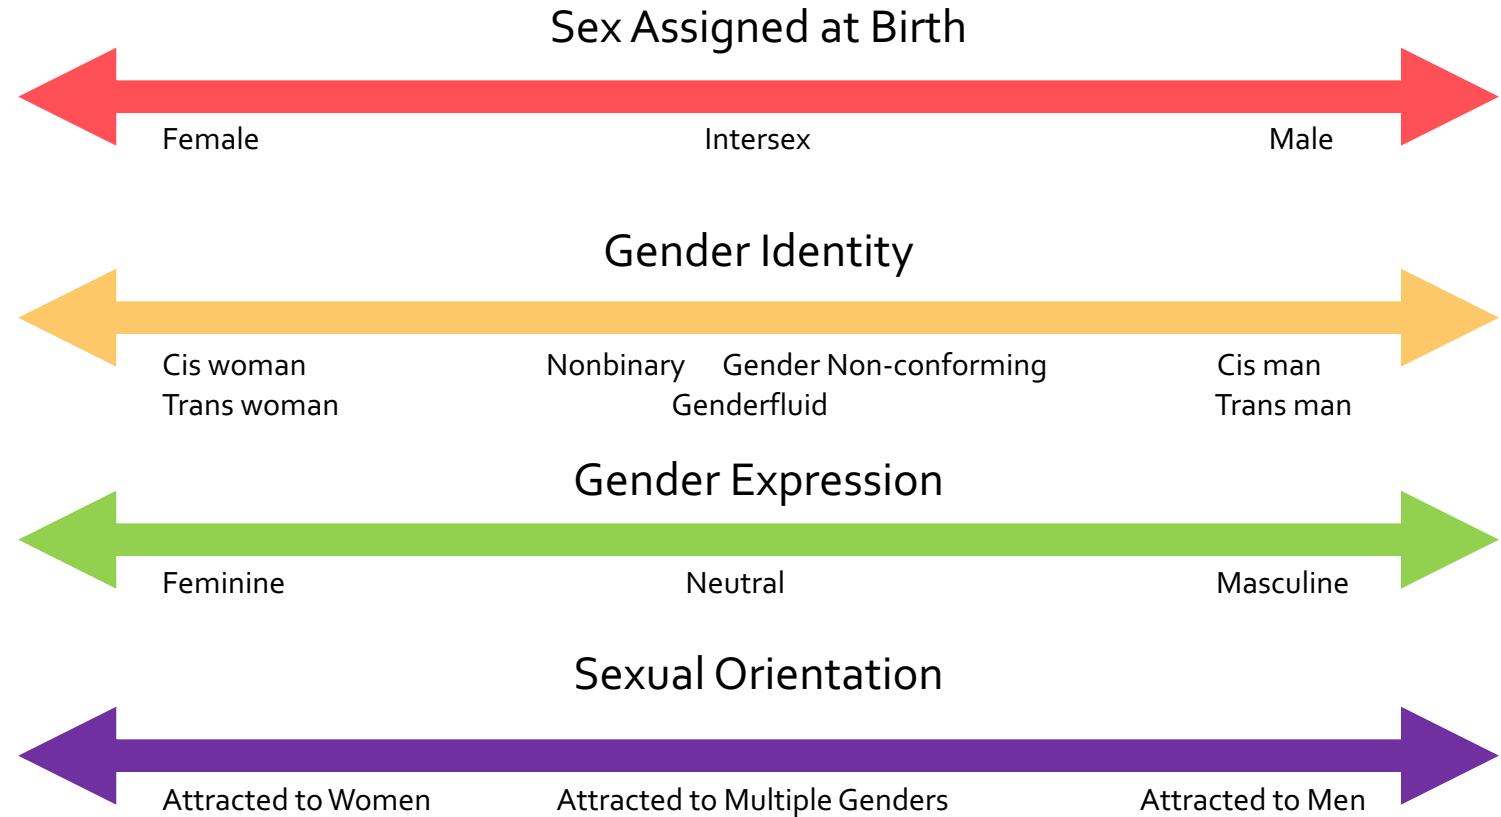 Sex Assigned at Birth
Female Intersex Male
Gender Identity
Cis woman Nonbinary Gender Non-conforming Cis man
Trans woman Genderfluid Trans man
Gender Expression
Feminine Neutral Masculine
Sexual Orientation
Attracted to Women Attracted to Multiple Genders Attracted to Men